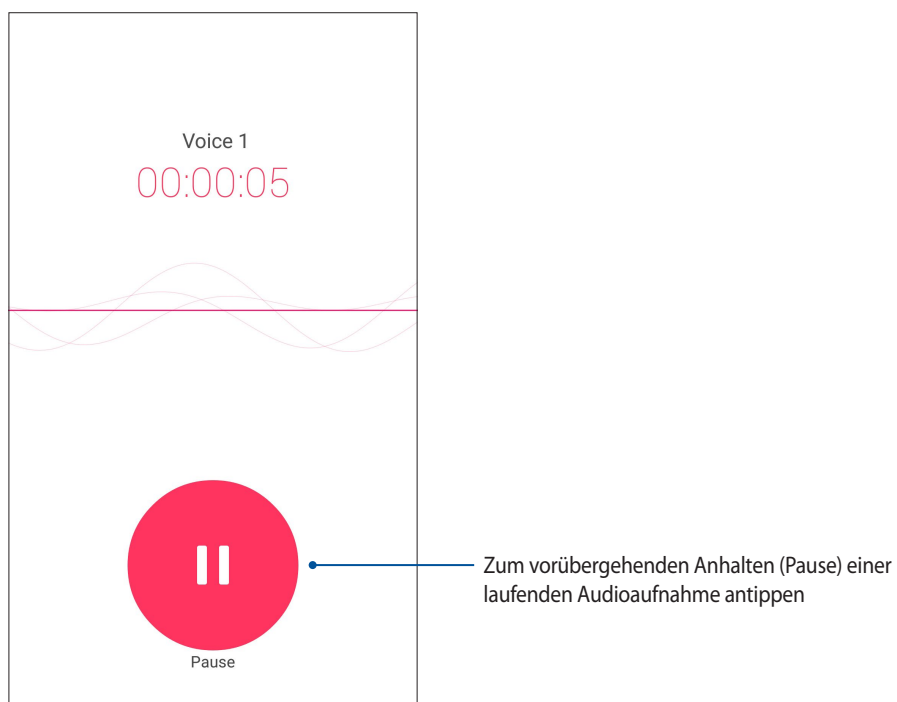 Voice 1
00:00:05
Zum vorübergehenden Anhalten (Pause) einer
laufenden Audioaufnahme antippen
Pause